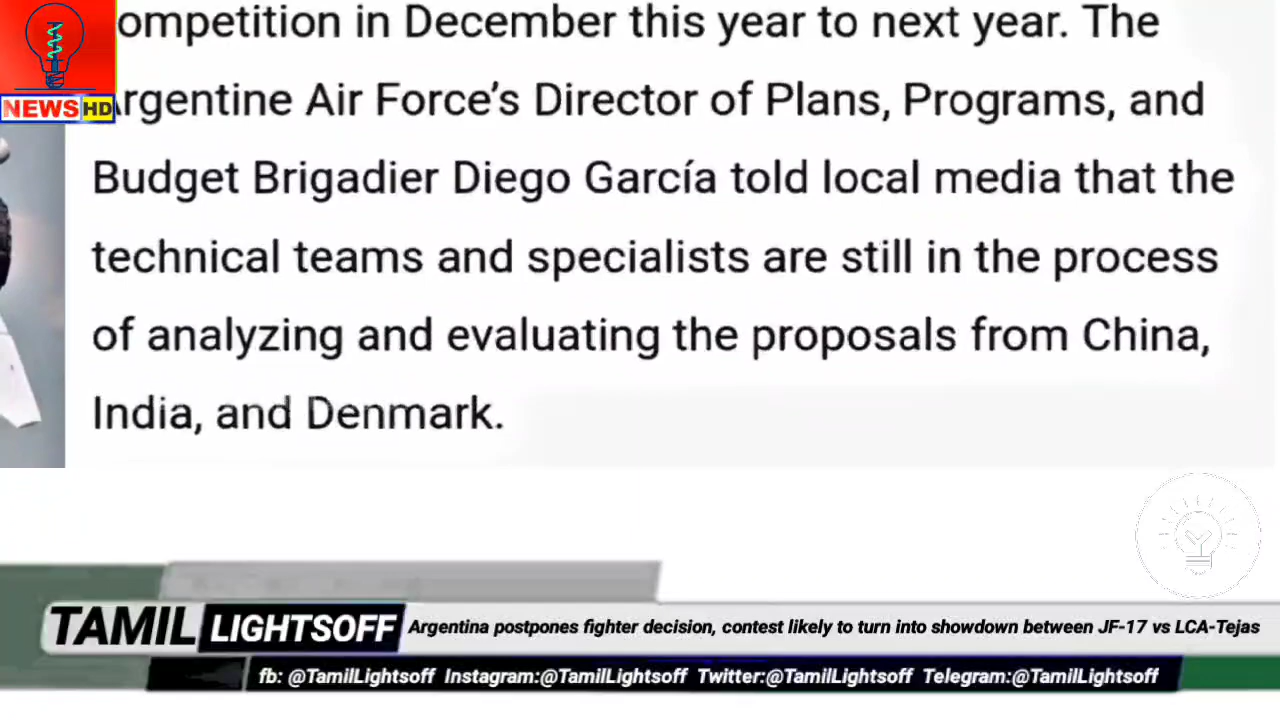 ompetition in December this year to next year. The
Argentine Air Force's Director of Plans, Programs, and
NEWS HD
Budget Brigadier Diego García told local media that the
technical teams and specialists are still in the process
of analyzing and evaluating the proposals from China,
India, and Denmark.
TAMIL LIGHTSOFF
Argentina postpones fighter decision, contest likely to turn into showdown between JF-17 vs LCA-Tejas
fb: @TamilLightsoff Instagram:@TamilLightsoff Twitter:@TamilLightsoff Telegram:@TamilLightsoff